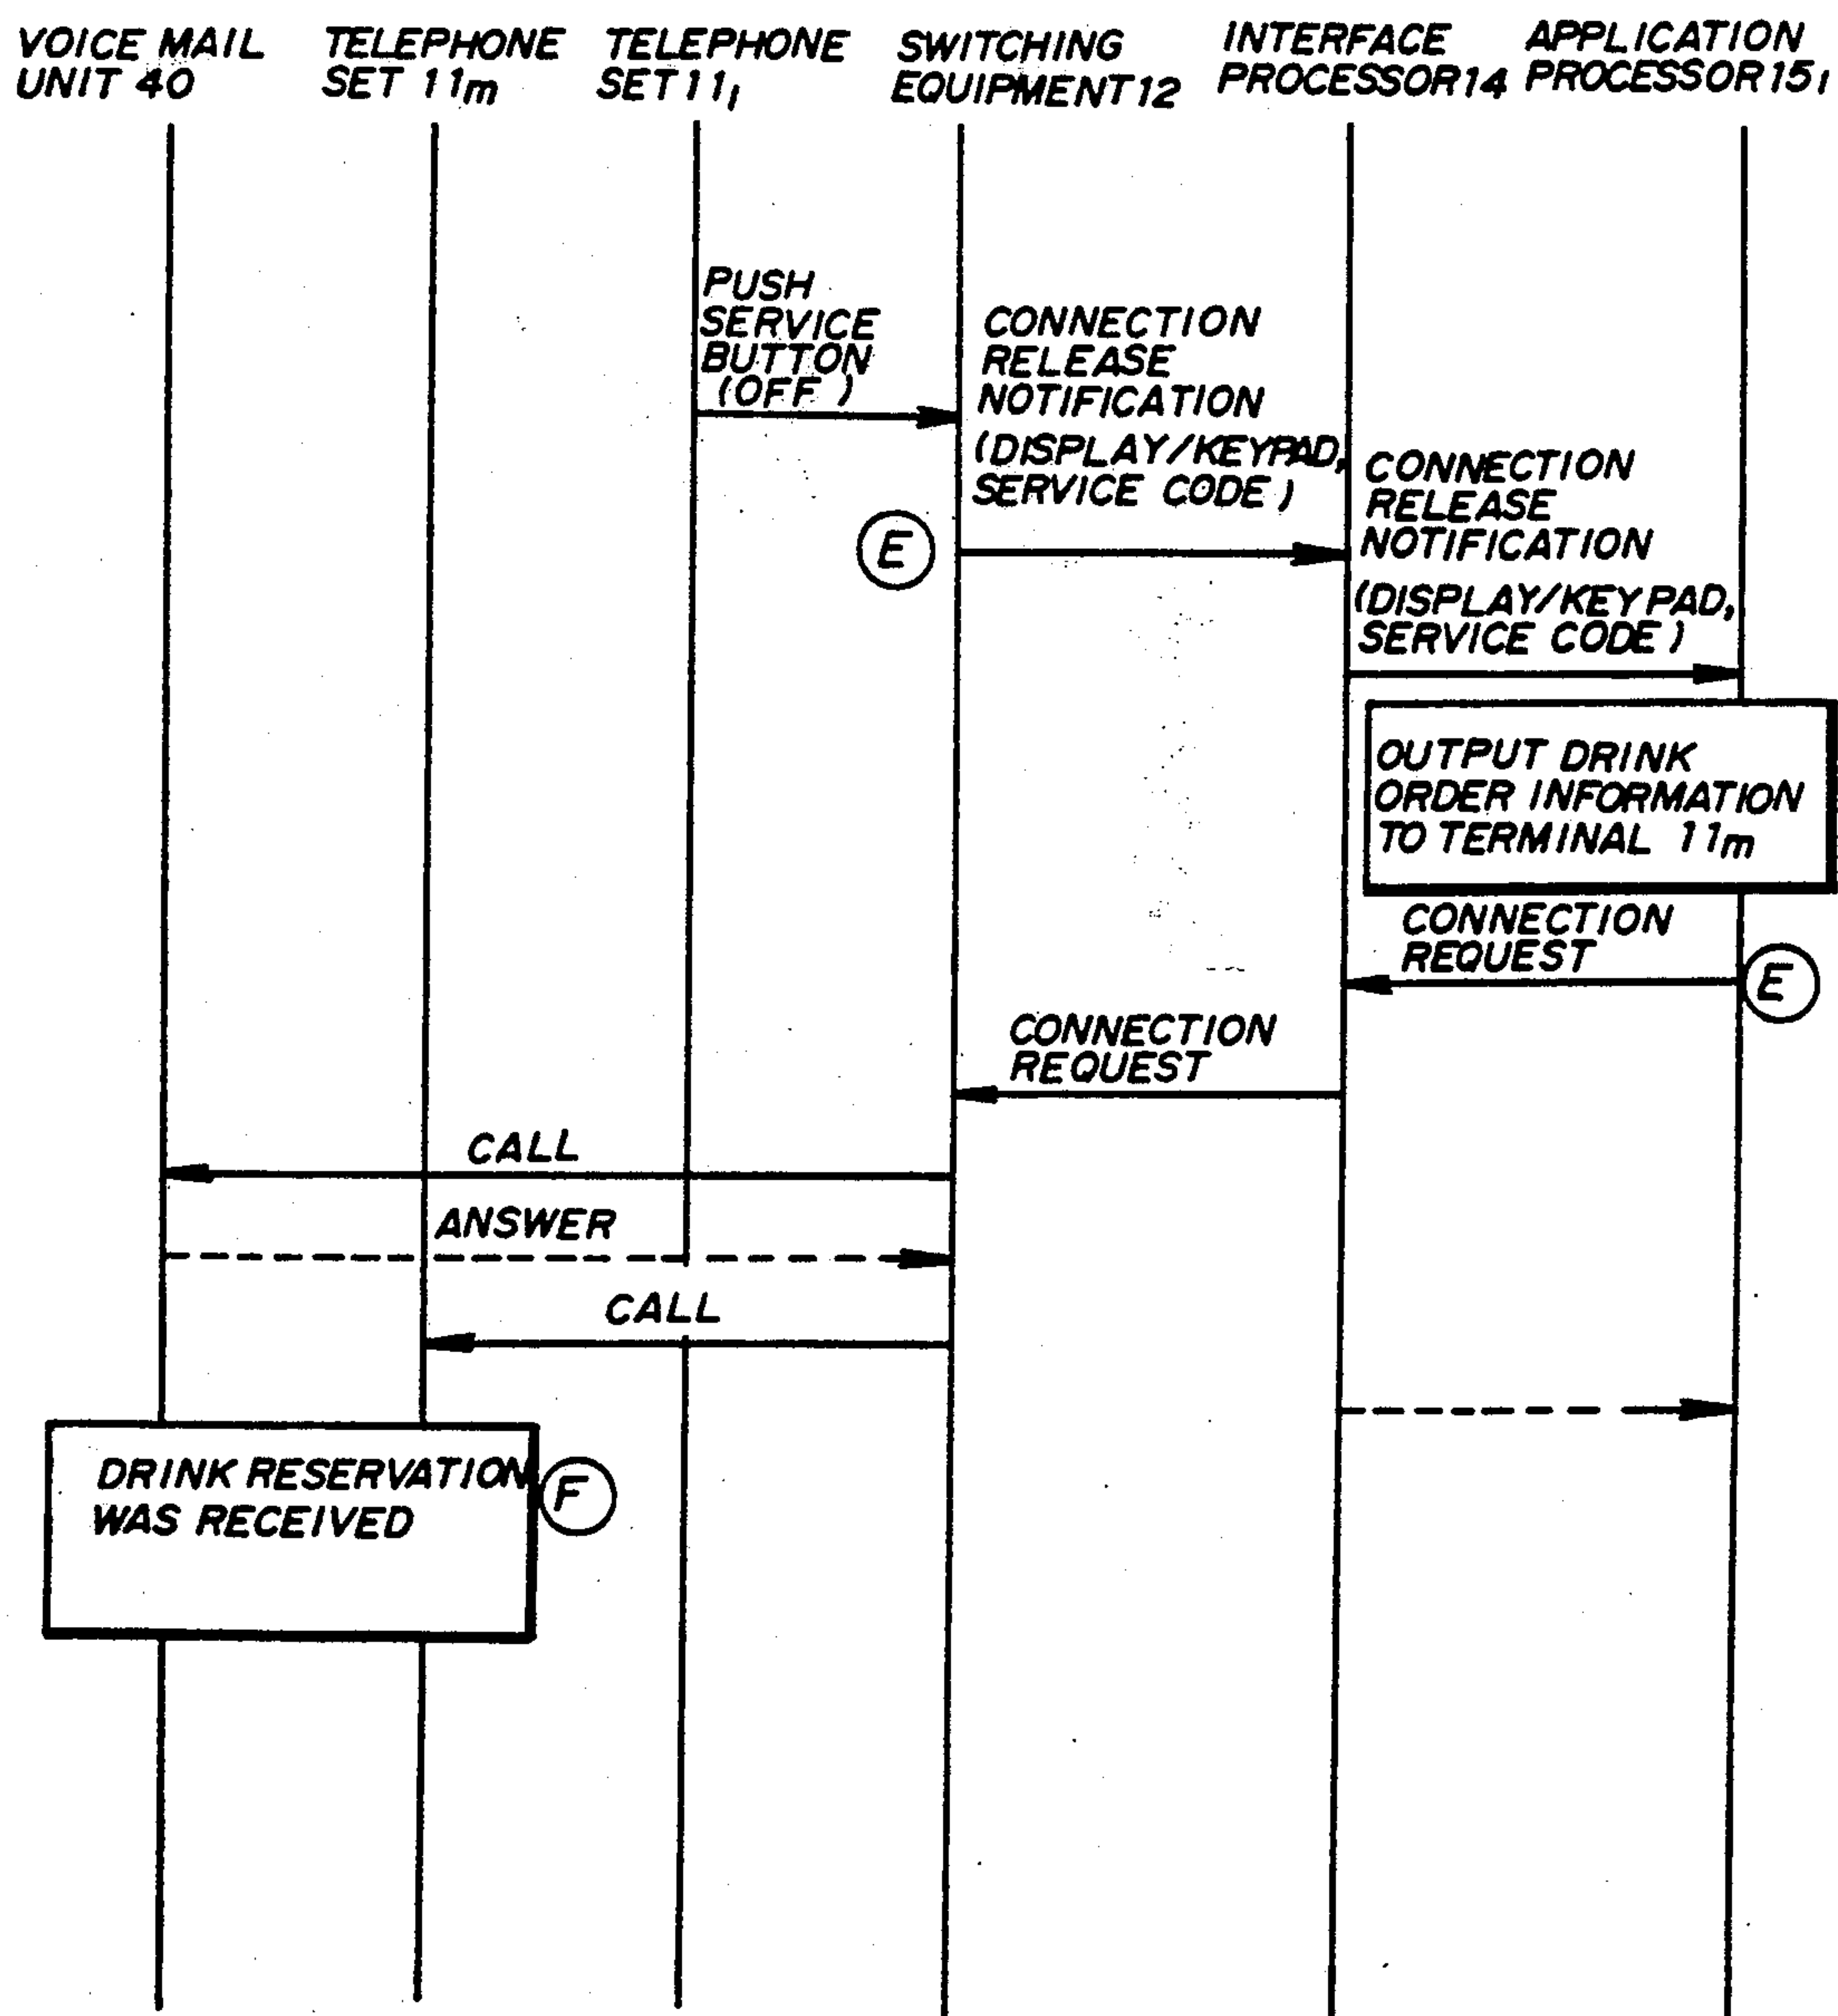 VOICE MAIL
UNIT 40
TELEPHONE
SET 11m
TELEPHONE
SET 11₁
SWITCHING
EQUIPMENT 12
INTERFACE
PROCESSOR 14
APPLICATION
PROCESSOR 15₁
PUSH
SERVICE
BUTTON
(OFF)
CONNECTION
RELEASE
NOTIFICATION
(DISPLAY/KEYPAD,
SERVICE CODE)
E
CONNECTION
RELEASE
NOTIFICATION
(DISPLAY/KEYPAD,
SERVICE CODE)
OUTPUT DRINK
ORDER INFORMATION
TO TERMINAL 11m
CONNECTION
REQUEST
E
CONNECTION
REQUEST
CALL
ANSWER
CALL
DRINK RESERVATION
WAS RECEIVED
F